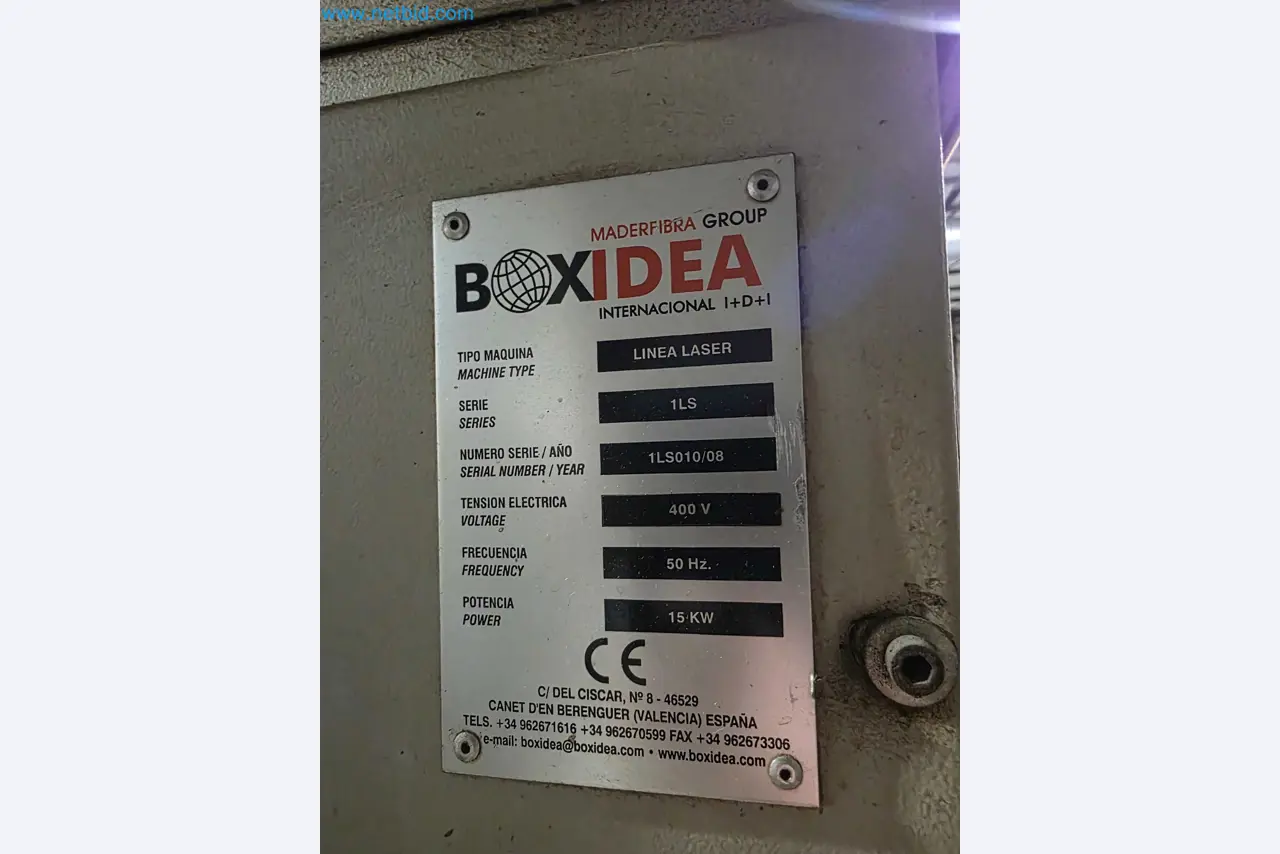 www.netbid.com
MADERFIBRA GROUP
BOXIDEA
INTERNACIONAL I+D+I
TIPO MAQUINA
MACHINE TYPE
LINEA LASER
SERIE
SERIES
1LS
NUMERO SERIE / AÑO
SERIAL NUMBER / YEAR
1LS010/08
TENSION ELECTRICA
VOLTAGE
400 V
FRECUENCIA
FREQUENCY
50 Hz.
POTENCIA
POWER
15 KW
CE
C/ DEL CISCAR, Nº 8 - 46529
CANET D'EN BERENGUER (VALENCIA) ESPAÑA
TELS. +34 962671616 +34 962670599 FAX +34 962673306
e-mail: boxidea@boxidea.com • www.boxidea.com